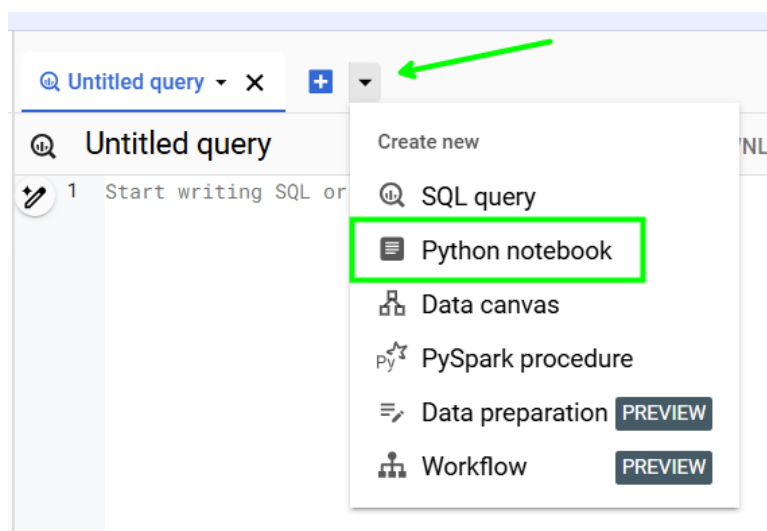 Untitled query
Untitled query
Create new
1 Start writing SQL or
SQL query
Python notebook
Data canvas
Py PySpark procedure
Data preparation PREVIEW
Workflow PREVIEW